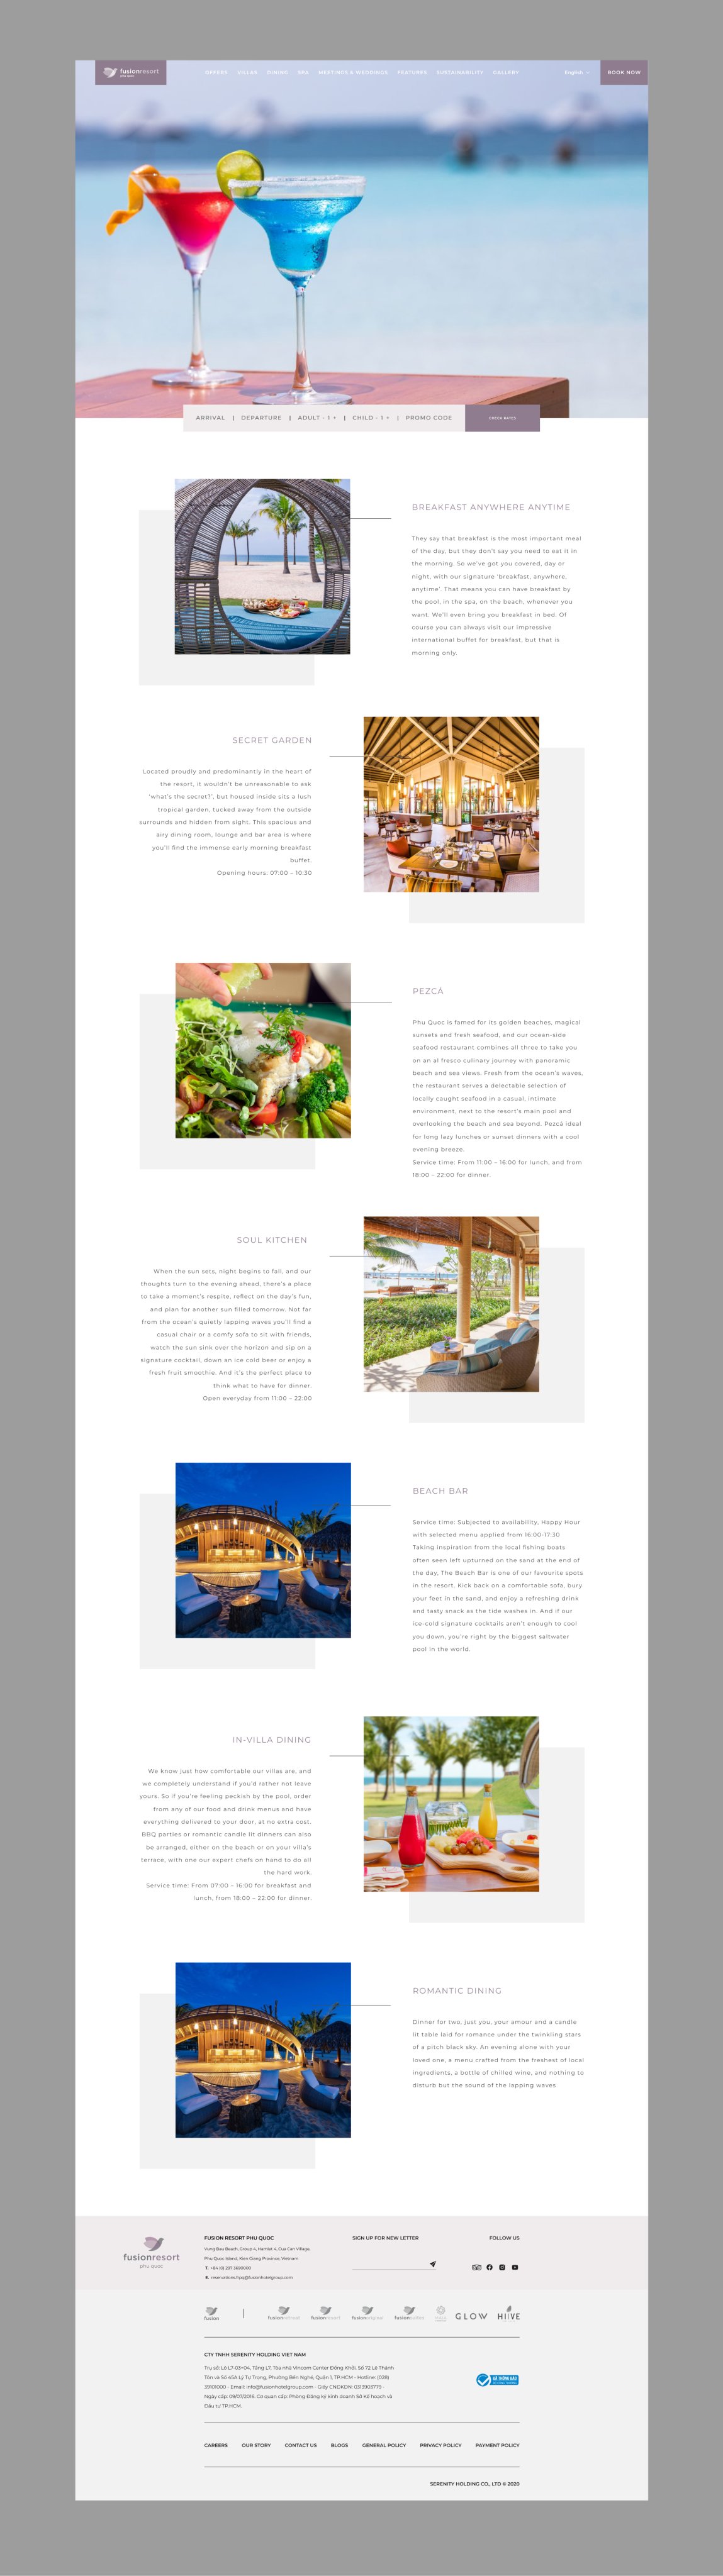 fusionresort
phu quoc
OFFERS VILLAS DINING SPA MEETINGS & WEDDINGS FEATURES SUSTAINABILITY GALLERY
English
BOOK NOW
ARRIVAL | DEPARTURE | ADULT - 1 + | CHILD - 1 + | PROMO CODE
CHECK RATES
BREAKFAST ANYWHERE ANYTIME
They say that breakfast is the most important meal
of the day, but they don't say you need to eat it in
the morning. So we've got you covered, day or
night, with our signature 'breakfast, anywhere,
anytime'. That means you can have breakfast by
the pool, in the spa, on the beach, whenever you
want. We'll even bring you breakfast in bed. Of
course you can always visit our impressive
international buffet for breakfast, but that is
morning only.
SECRET GARDEN
Located proudly and predominantly in the heart of
the resort, it wouldn't be unreasonable to ask
'what's the secret?', but housed inside sits a lush
tropical garden, tucked away from the outside
surrounds and hidden from sight. This spacious and
airy dining room, lounge and bar area is where
you'll find the immense early morning breakfast
buffet.
Opening hours: 07:00 – 10:30
PEZCÁ
Phu Quoc is famed for its golden beaches, magical
sunsets and fresh seafood, and our ocean-side
seafood restaurant combines all three to take you
on an al fresco culinary journey with panoramic
beach and sea views. Fresh from the ocean's waves,
the restaurant serves a delectable selection of
locally caught seafood in a casual, intimate
environment, next to the resort's main pool and
overlooking the beach and sea beyond. Pezcá ideal
for long lazy lunches or sunset dinners with a cool
evening breeze.
Service time: From 11:00 – 16:00 for lunch, and from
18:00 – 22:00 for dinner.
SOUL KITCHEN
When the sun sets, night begins to fall, and our
thoughts turn to the evening ahead, there's a place
to take a moment's respite, reflect on the day's fun,
and plan for another sun filled tomorrow. Not far
from the ocean's quietly lapping waves you'll find a
casual chair or a comfy sofa to sit with friends,
watch the sun sink over the horizon and sip on a
signature cocktail, down an ice cold beer or enjoy a
fresh fruit smoothie. And it's the perfect place to
think what to have for dinner.
Open everyday from 11:00 – 22:00
BEACH BAR
Service time: Subjected to availability, Happy Hour
with selected menu applied from 16:00-17:30
Taking inspiration from the local fishing boats
often seen left upturned on the sand at the end of
the day, The Beach Bar is one of our favourite spots
in the resort. Kick back on a comfortable sofa, bury
your feet in the sand, and enjoy a refreshing drink
and tasty snack as the tide washes in. And if our
ice-cold signature cocktails aren't enough to cool
you down, you're right by the biggest saltwater
pool in the world.
IN-VILLA DINING
We know just how comfortable our villas are, and
we completely understand if you'd rather not leave
yours. So if you're feeling peckish by the pool, order
from any of our food and drink menus and have
everything delivered to your door, at no extra cost.
BBQ parties or romantic candle lit dinners can also
be arranged, either on the beach or on your villa's
terrace, with one our expert chefs on hand to do all
the hard work.
Service time: From 07:00 – 16:00 for breakfast and
lunch, from 18:00 – 22:00 for dinner.
ROMANTIC DINING
Dinner for two, just you, your amour and a candle
lit table laid for romance under the twinkling stars
of a pitch black sky. An evening alone with your
loved one, a menu crafted from the freshest of local
ingredients, a bottle of chilled wine, and nothing to
disturb but the sound of the lapping waves
fusionresort
phu quoc
FUSION RESORT PHU QUOC
Vung Bau Beach, Group 4, Hamlet 4, Cua Can Village,
Phu Quoc Island, Kien Giang Province, Vietnam
T. +84 (0) 297 3690000
E. reservations.frpq@fusionhotelgroup.com
SIGN UP FOR NEW LETTER
FOLLOW US
fusion | fusionretreat fusionresort fusionoriginal fusionsuites GLOW HIIVE
CTY TNHH SERENITY HOLDING VIET NAM
Trụ sở: Lô L7-03+04, Tầng L7, Tòa nhà Vincom Center Đồng Khởi. Số 72 Lê Thánh
Tôn và Số 45A Lý Tự Trọng, Phường Bến Nghé, Quận 1, TP.HCM - Hotline: (028)
39101000 - Email: info@fusionhotelgroup.com - Giấy CNĐKDN: 0313903779 -
Ngày cấp: 09/07/2016. Cơ quan cấp: Phòng Đăng ký kinh doanh Sở Kế hoạch và
Đầu tư TP.HCM.
ĐÃ THÔNG BÁO
CAREERS OUR STORY CONTACT US BLOGS GENERAL POLICY PRIVACY POLICY PAYMENT POLICY
SERENITY HOLDING CO., LTD © 2020